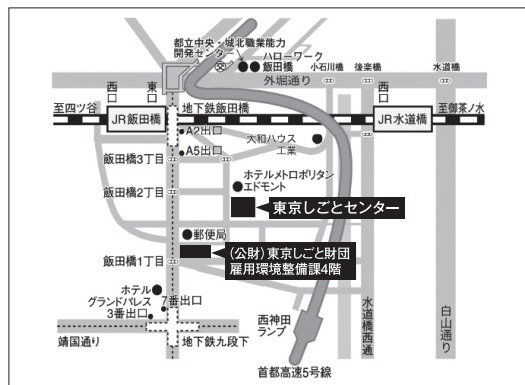 都立中央・城北職業能力
開発センター
ハローワーク
飯田橋
小石川橋
後楽橋
水道橋
外堀通り
西口
東口
西口
至四ツ谷
JR飯田橋
地下鉄飯田橋
JR水道橋
至御茶ノ水
A2出口
大和ハウス
工業
A5出口
飯田橋3丁目
ホテルメトロポリタン
エドモント
飯田橋2丁目
東京しごとセンター
郵便局
(公財)東京しごと財団
雇用環境整備課4階
飯田橋1丁目
ホテル
グランドパレス
7番出口
3番出口
西神田
ランプ
水道橋西通
白山通り
靖国通り
地下鉄九段下
首都高速5号線